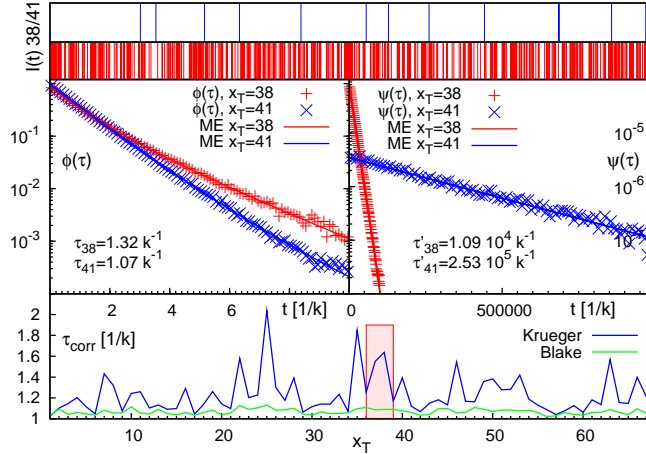 I(t) 38/41
ϕ(τ), x_T=38
ϕ(τ), x_T=41
ME x_T=38
ME x_T=41
ψ(τ), x_T=38
ψ(τ), x_T=41
ME x_T=38
ME x_T=41
10^-1
10^-2
10^-3
ϕ(τ)
10^-5
ψ(τ)
10^-6
τ_38=1.32 k^-1
τ_41=1.07 k^-1
τ'_38=1.09 10^4 k^-1
τ'_41=2.53 10^5 k^-1
2 4 6 8 t [1/k]
0 500000 t [1/k]
τ_corr [1/k]
Krueger
Blake
2
1.8
1.6
1.4
1.2
1
10 20 30 40 50 60
x_T